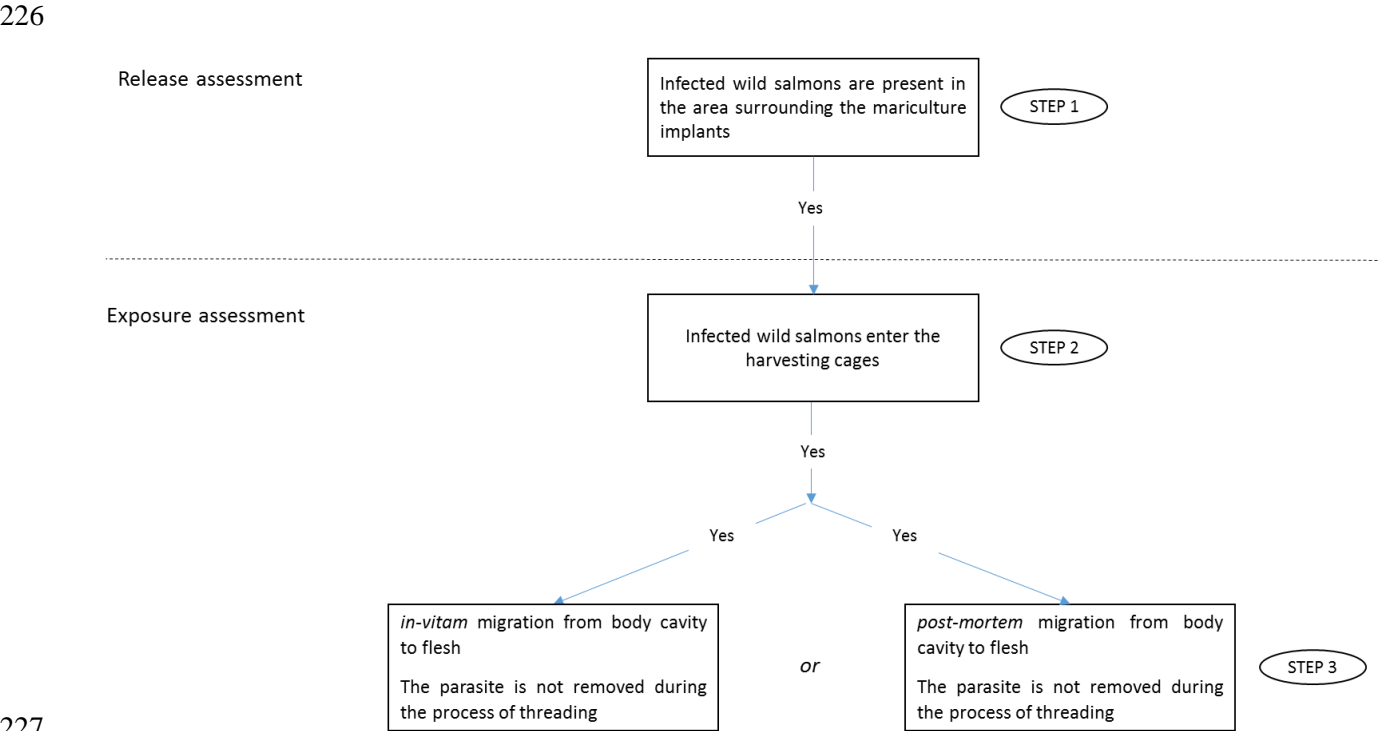 226
Release assessment
Infected wild salmons are present in
the area surrounding the mariculture
implants
STEP 1
Yes
Exposure assessment
Infected wild salmons enter the
harvesting cages
STEP 2
Yes
Yes
Yes
in-vitam migration from body cavity
to flesh
The parasite is not removed during
the process of threading
or
post-mortem migration from body
cavity to flesh
The parasite is not removed during
the process of threading
STEP 3
227